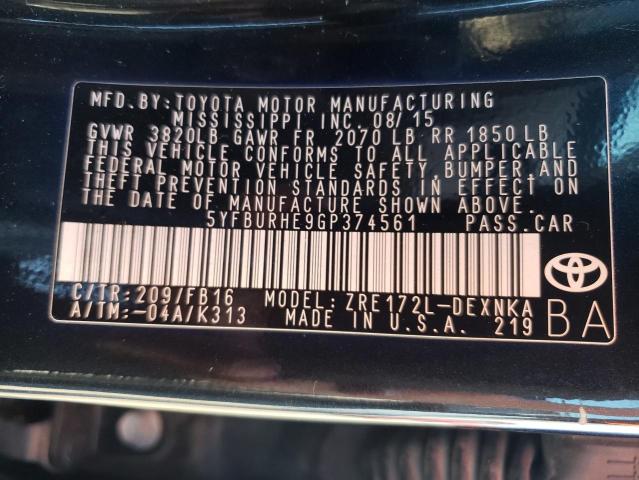 MFD.BY:TOYOTA MOTOR MANUFACTURING
MISSISSIPPI INC. 08/15
GVWR 3820LB GAWR FR 2070 LB RR 1850 LB
THIS VEHICLE CONFORMS TO ALL APPLICABLE
FEDERAL MOTOR VEHICLE SAFETY,BUMPER,AND
THEFT PREVENTION STANDARDS IN EFFECT ON
THE DATE OF MANUFACTURE SHOWN ABOVE.
5YFBURHE9GP374561 PASS.CAR
C/TR:209/FB16 MODEL: ZRE172L-DEXNKA
A/TM:-04A/K313 MADE IN U.S.A. 219 BA